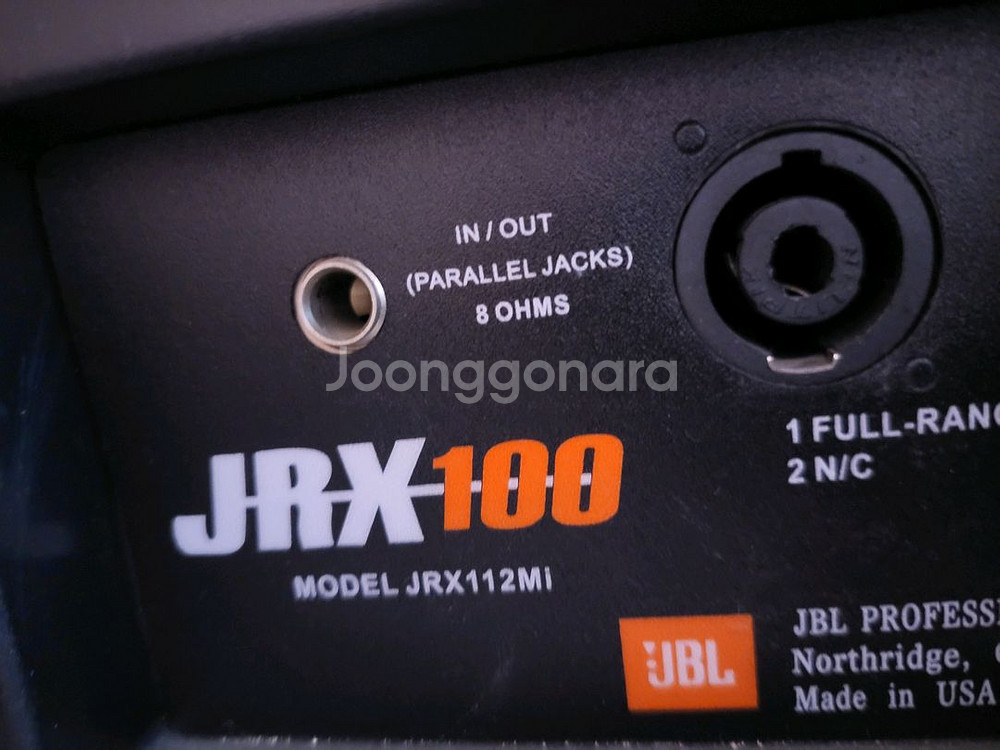 IN / OUT
(PARALLEL JACKS)
8 OHMS
Joonggonara
JRX100
MODEL JRX112Mi
1 FULL-RANG
2 N/C
JBL
JBL PROFESSI
Northridge,
Made in USA